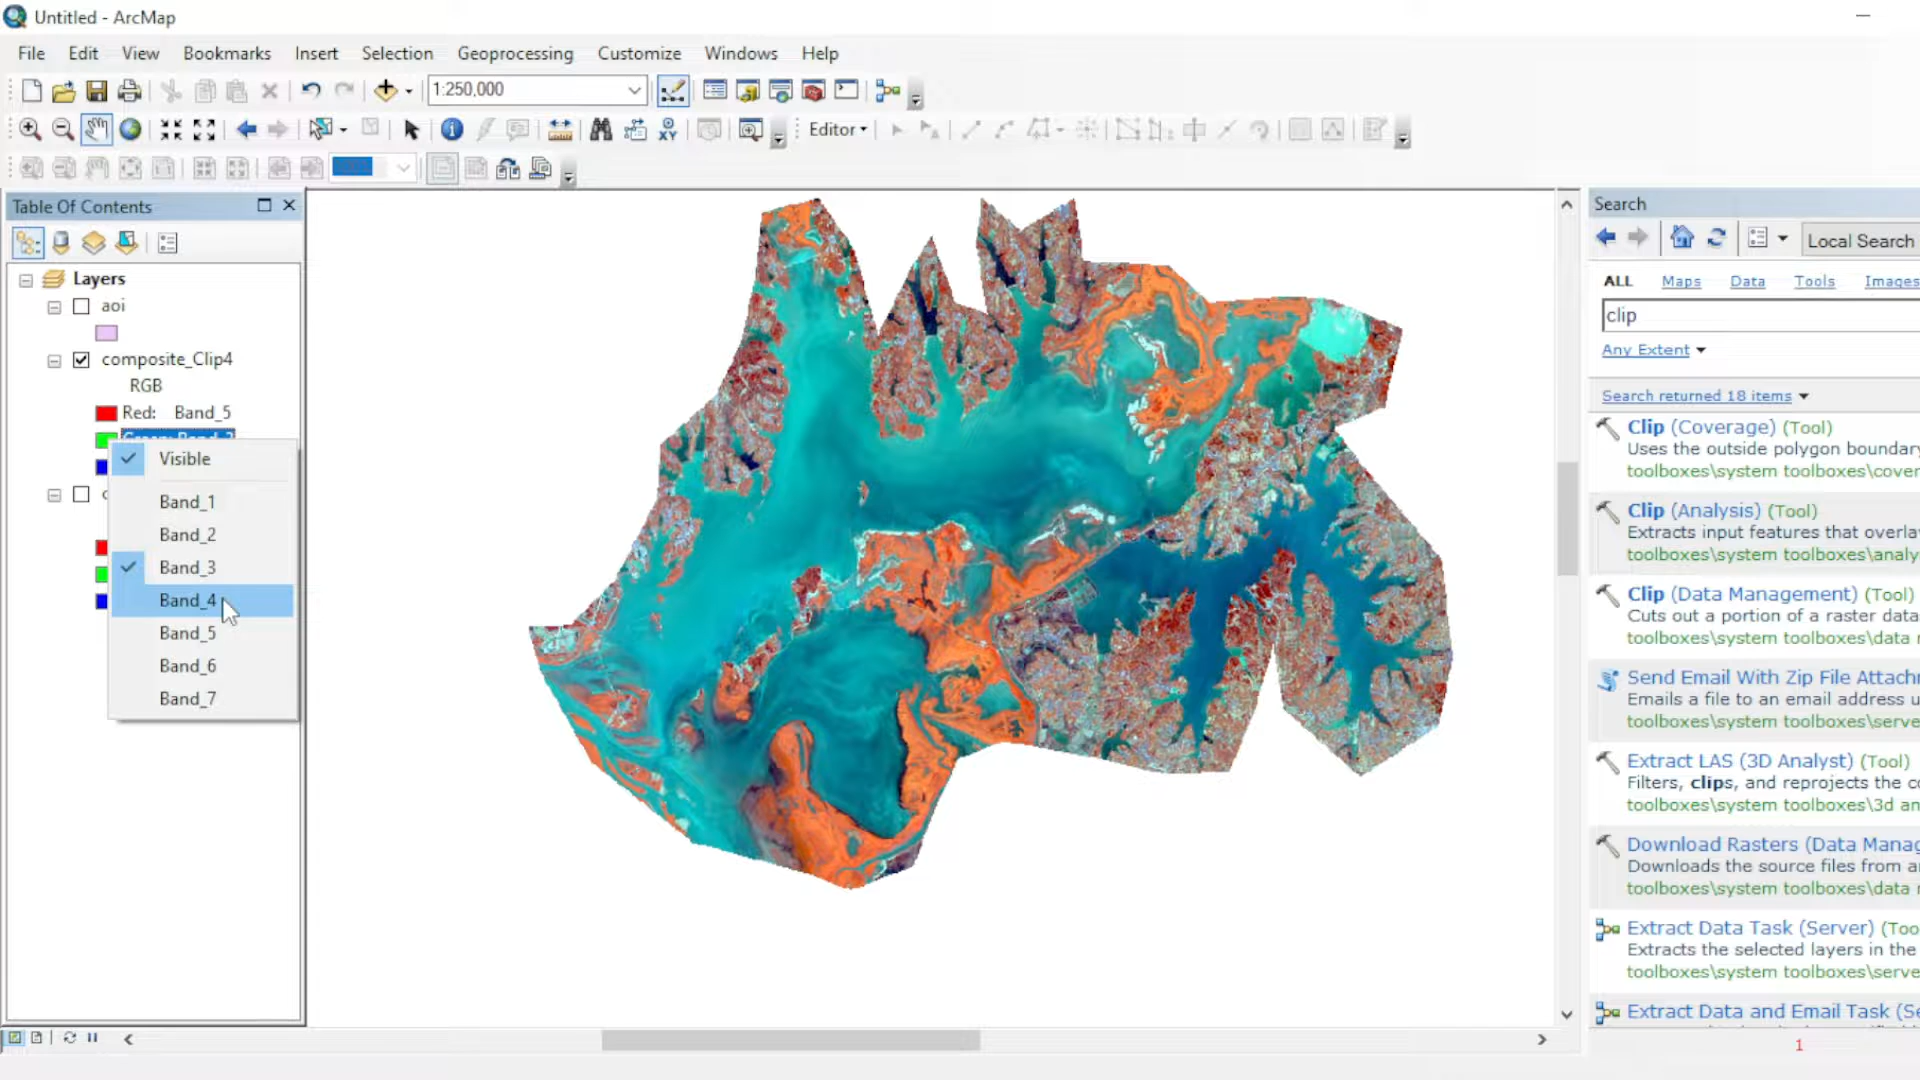 Untitled - ArcMap
File Edit View Bookmarks Insert Selection Geoprocessing Customize Windows Help
1:250,000
Editor
Table Of Contents
Layers
aoi
composite_Clip4
RGB
Red: Band_5
Visible
Band_1
Band_2
Band_3
Band_4
Band_5
Band_6
Band_7
Search
Local Search
ALL Maps Data Tools Images
clip
Any Extent
Search returned 18 items
Clip (Coverage) (Tool)
Uses the outside polygon boundary
toolboxes\system toolboxes\cover
Clip (Analysis) (Tool)
Extracts input features that overla
toolboxes\system toolboxes\analy
Clip (Data Management) (Tool)
Cuts out a portion of a raster data
toolboxes\system toolboxes\data
Send Email With Zip File Attach
Emails a file to an email address u
toolboxes\system toolboxes\serve
Extract LAS (3D Analyst) (Tool)
Filters, clips, and reprojects the co
toolboxes\system toolboxes\3d an
Download Rasters (Data Manag
Downloads the source files from a
toolboxes\system toolboxes\data
Extract Data Task (Server) (Too
Extracts the selected layers in the
toolboxes\system toolboxes\serve
Extract Data and Email Task (Se
1